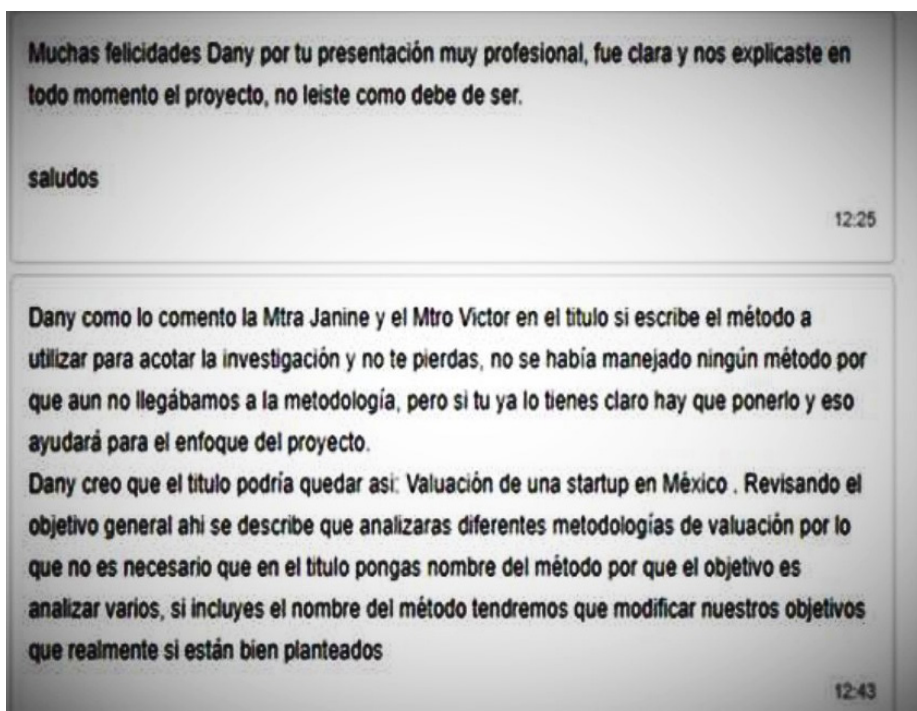 Muchas felicidades Dany por tu presentación muy profesional, fue clara y nos explicaste en
todo momento el proyecto, no leiste como debe de ser.
saludos
12:25
Dany como lo comento la Mtra Janine y el Mtro Victor en el titulo si escribe el método a
utilizar para acotar la investigación y no te pierdas, no se había manejado ningún método por
que aun no llegábamos a la metodología, pero si tu ya lo tienes claro hay que ponerlo y eso
ayudará para el enfoque del proyecto.
Dany creo que el titulo podría quedar asi: Valuación de una startup en México . Revisando el
objetivo general ahi se describe que analizaras diferentes metodologías de valuación por lo
que no es necesario que en el titulo pongas nombre del método por que el objetivo es
analizar varios, si incluyes el nombre del método tendremos que modificar nuestros objetivos
que realmente si están bien planteados
12:43